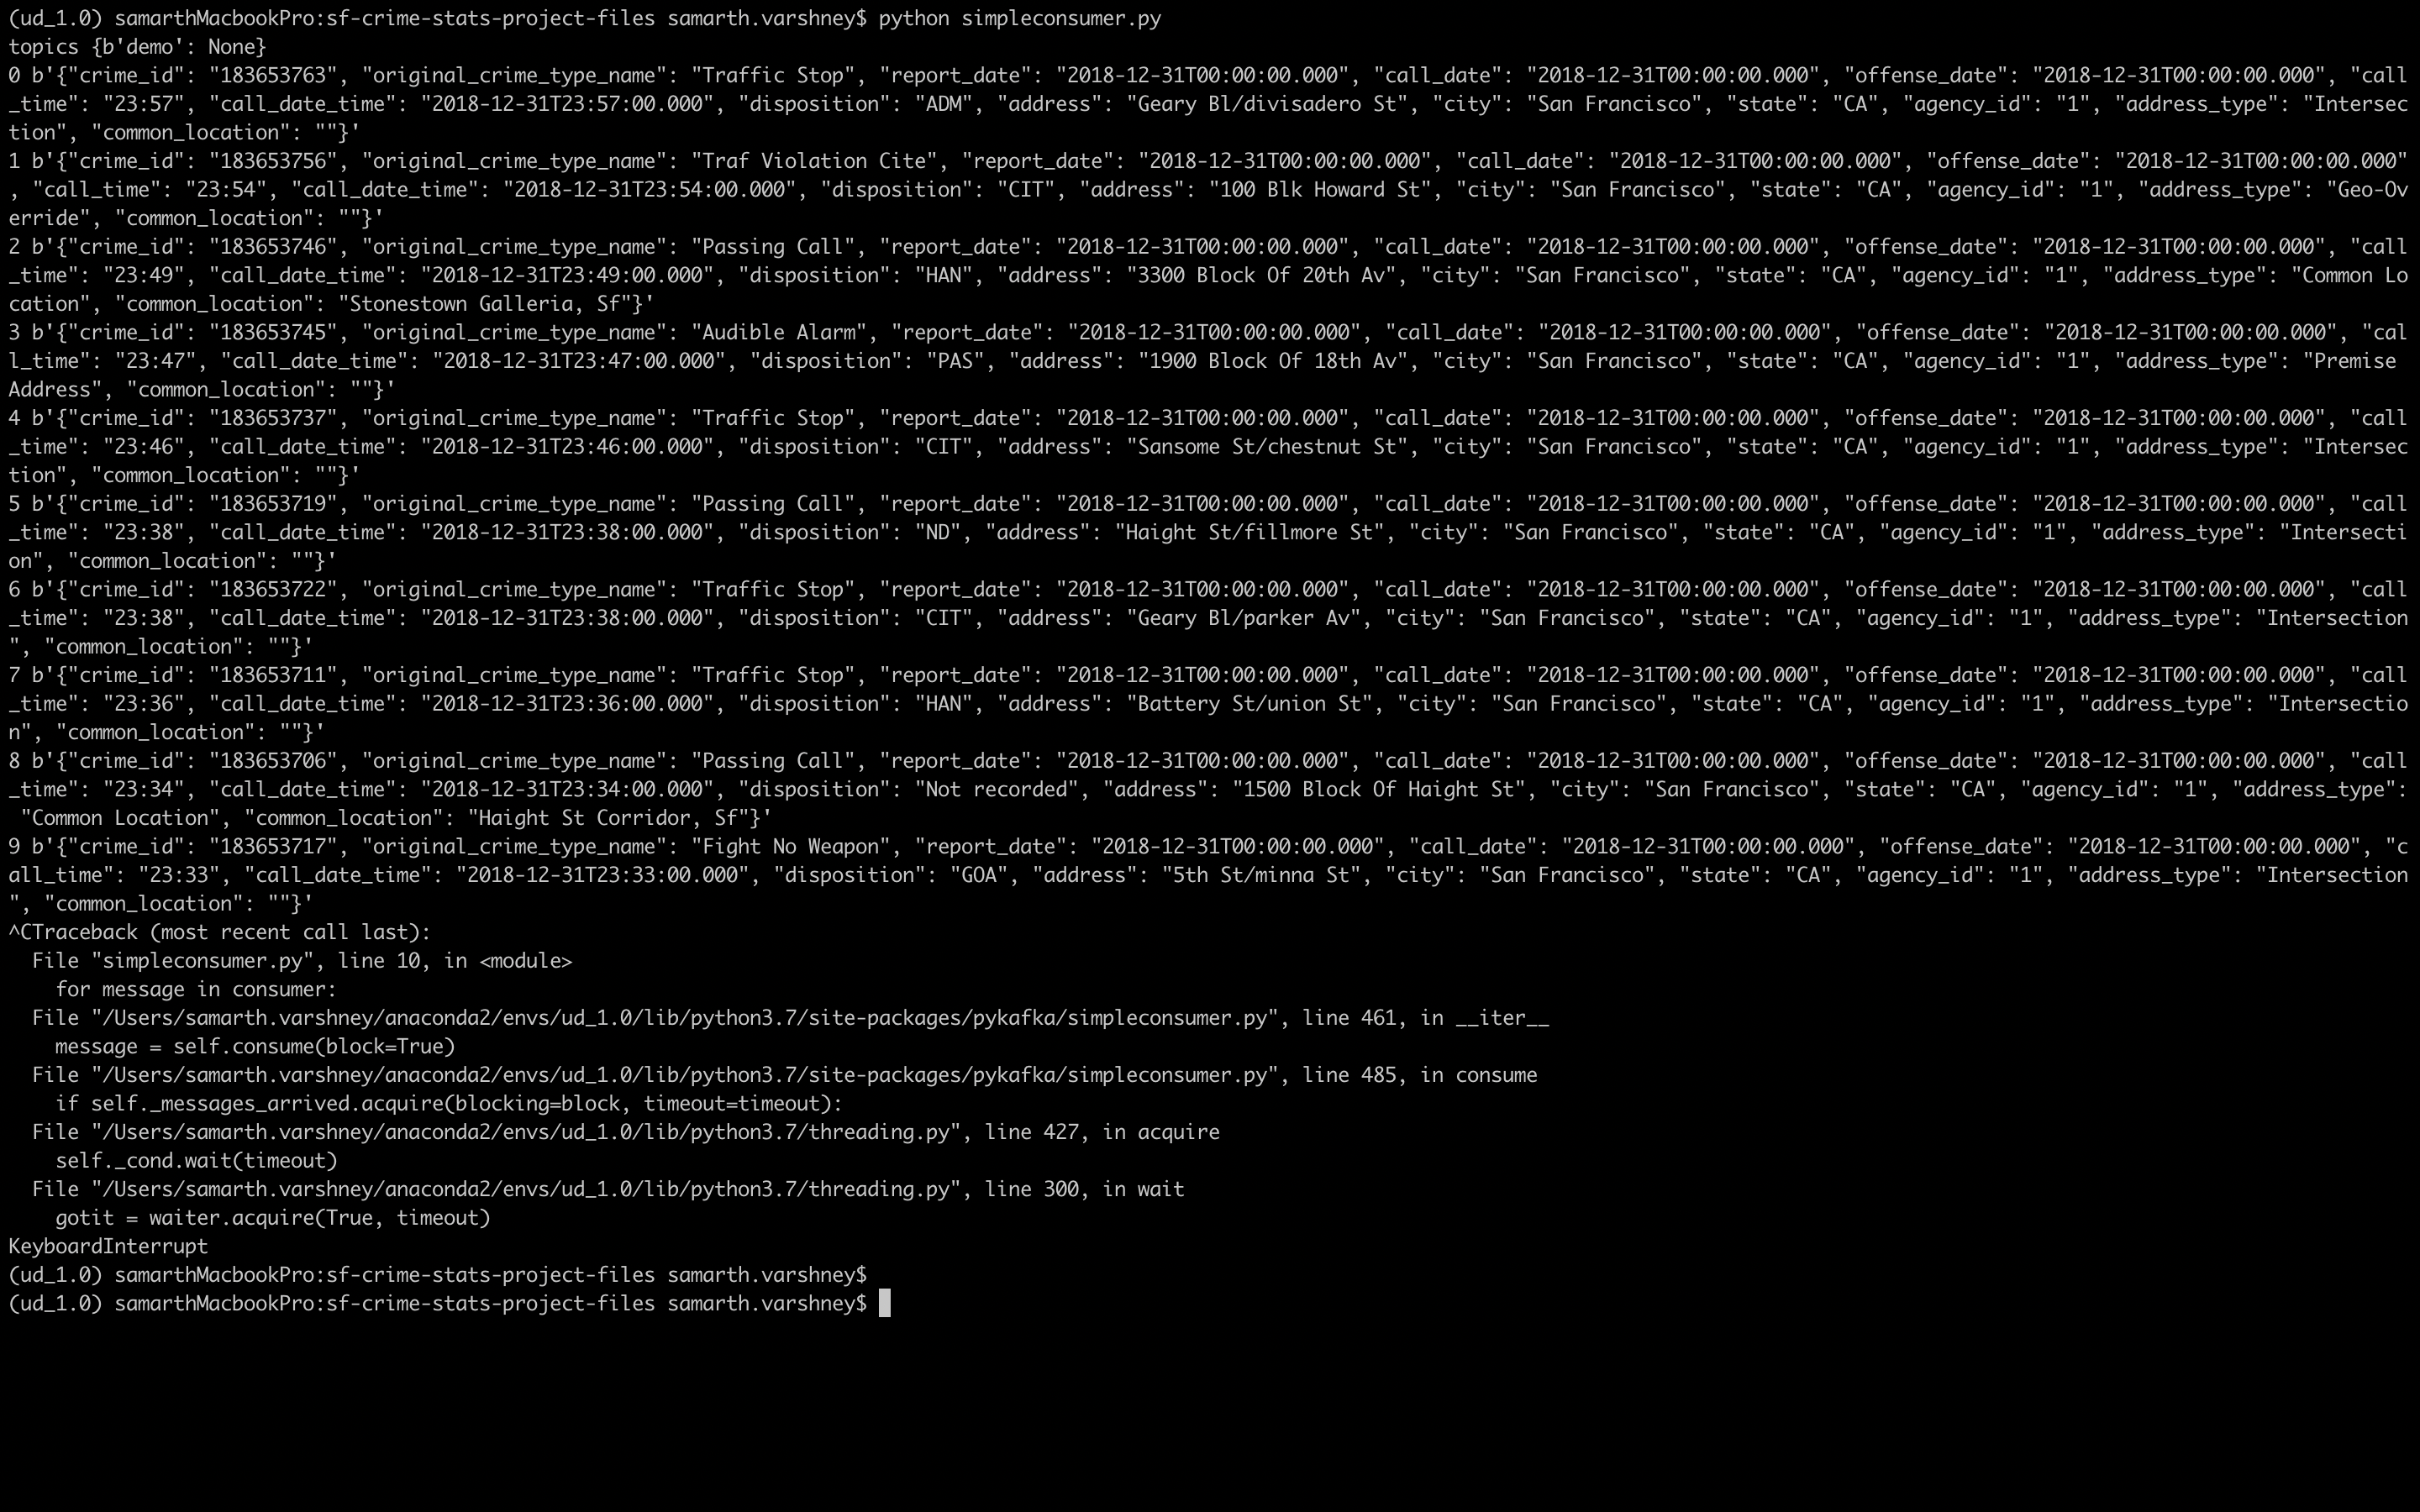 (ud_1.0) samarthMacbookPro:sf-crime-stats-project-files samarth.varshney$ python simpleconsumer.py
topics {b'demo': None}
0 b'{"crime_id": "183653763", "original_crime_type_name": "Traffic Stop", "report_date": "2018-12-31T00:00:00.000", "call_date": "2018-12-31T00:00:00.000", "offense_date": "2018-12-31T00:00:00.000", "call
_time": "23:57", "call_date_time": "2018-12-31T23:57:00.000", "disposition": "ADM", "address": "Geary Bl/divisadero St", "city": "San Francisco", "state": "CA", "agency_id": "1", "address_type": "Intersec
tion", "common_location": ""}'
1 b'{"crime_id": "183653756", "original_crime_type_name": "Traf Violation Cite", "report_date": "2018-12-31T00:00:00.000", "call_date": "2018-12-31T00:00:00.000", "offense_date": "2018-12-31T00:00:00.000"
, "call_time": "23:54", "call_date_time": "2018-12-31T23:54:00.000", "disposition": "CIT", "address": "100 Blk Howard St", "city": "San Francisco", "state": "CA", "agency_id": "1", "address_type": "Geo-Ov
erride", "common_location": ""}'
2 b'{"crime_id": "183653746", "original_crime_type_name": "Passing Call", "report_date": "2018-12-31T00:00:00.000", "call_date": "2018-12-31T00:00:00.000", "offense_date": "2018-12-31T00:00:00.000", "call
_time": "23:49", "call_date_time": "2018-12-31T23:49:00.000", "disposition": "HAN", "address": "3300 Block Of 20th Av", "city": "San Francisco", "state": "CA", "agency_id": "1", "address_type": "Common Lo
cation", "common_location": "Stonestown Galleria, Sf"}'
3 b'{"crime_id": "183653745", "original_crime_type_name": "Audible Alarm", "report_date": "2018-12-31T00:00:00.000", "call_date": "2018-12-31T00:00:00.000", "offense_date": "2018-12-31T00:00:00.000", "cal
l_time": "23:47", "call_date_time": "2018-12-31T23:47:00.000", "disposition": "PAS", "address": "1900 Block Of 18th Av", "city": "San Francisco", "state": "CA", "agency_id": "1", "address_type": "Premise
Address", "common_location": ""}'
4 b'{"crime_id": "183653737", "original_crime_type_name": "Traffic Stop", "report_date": "2018-12-31T00:00:00.000", "call_date": "2018-12-31T00:00:00.000", "offense_date": "2018-12-31T00:00:00.000", "call
_time": "23:46", "call_date_time": "2018-12-31T23:46:00.000", "disposition": "CIT", "address": "Sansome St/chestnut St", "city": "San Francisco", "state": "CA", "agency_id": "1", "address_type": "Intersec
tion", "common_location": ""}'
5 b'{"crime_id": "183653719", "original_crime_type_name": "Passing Call", "report_date": "2018-12-31T00:00:00.000", "call_date": "2018-12-31T00:00:00.000", "offense_date": "2018-12-31T00:00:00.000", "call
_time": "23:38", "call_date_time": "2018-12-31T23:38:00.000", "disposition": "ND", "address": "Haight St/fillmore St", "city": "San Francisco", "state": "CA", "agency_id": "1", "address_type": "Intersecti
on", "common_location": ""}'
6 b'{"crime_id": "183653722", "original_crime_type_name": "Traffic Stop", "report_date": "2018-12-31T00:00:00.000", "call_date": "2018-12-31T00:00:00.000", "offense_date": "2018-12-31T00:00:00.000", "call
_time": "23:38", "call_date_time": "2018-12-31T23:38:00.000", "disposition": "CIT", "address": "Geary Bl/parker Av", "city": "San Francisco", "state": "CA", "agency_id": "1", "address_type": "Intersection
", "common_location": ""}'
7 b'{"crime_id": "183653711", "original_crime_type_name": "Traffic Stop", "report_date": "2018-12-31T00:00:00.000", "call_date": "2018-12-31T00:00:00.000", "offense_date": "2018-12-31T00:00:00.000", "call
_time": "23:36", "call_date_time": "2018-12-31T23:36:00.000", "disposition": "HAN", "address": "Battery St/union St", "city": "San Francisco", "state": "CA", "agency_id": "1", "address_type": "Intersectio
n", "common_location": ""}'
8 b'{"crime_id": "183653706", "original_crime_type_name": "Passing Call", "report_date": "2018-12-31T00:00:00.000", "call_date": "2018-12-31T00:00:00.000", "offense_date": "2018-12-31T00:00:00.000", "call
_time": "23:34", "call_date_time": "2018-12-31T23:34:00.000", "disposition": "Not recorded", "address": "1500 Block Of Haight St", "city": "San Francisco", "state": "CA", "agency_id": "1", "address_type":
 "Common Location", "common_location": "Haight St Corridor, Sf"}'
9 b'{"crime_id": "183653717", "original_crime_type_name": "Fight No Weapon", "report_date": "2018-12-31T00:00:00.000", "call_date": "2018-12-31T00:00:00.000", "offense_date": "2018-12-31T00:00:00.000", "c
all_time": "23:33", "call_date_time": "2018-12-31T23:33:00.000", "disposition": "GOA", "address": "5th St/minna St", "city": "San Francisco", "state": "CA", "agency_id": "1", "address_type": "Intersection
", "common_location": ""}'
^CTraceback (most recent call last):
  File "simpleconsumer.py", line 10, in <module>
    for message in consumer:
  File "/Users/samarth.varshney/anaconda2/envs/ud_1.0/lib/python3.7/site-packages/pykafka/simpleconsumer.py", line 461, in __iter__
    message = self.consume(block=True)
  File "/Users/samarth.varshney/anaconda2/envs/ud_1.0/lib/python3.7/site-packages/pykafka/simpleconsumer.py", line 485, in consume
    if self._messages_arrived.acquire(blocking=block, timeout=timeout):
  File "/Users/samarth.varshney/anaconda2/envs/ud_1.0/lib/python3.7/threading.py", line 427, in acquire
    self._cond.wait(timeout)
  File "/Users/samarth.varshney/anaconda2/envs/ud_1.0/lib/python3.7/threading.py", line 300, in wait
    gotit = waiter.acquire(True, timeout)
KeyboardInterrupt
(ud_1.0) samarthMacbookPro:sf-crime-stats-project-files samarth.varshney$
(ud_1.0) samarthMacbookPro:sf-crime-stats-project-files samarth.varshney$